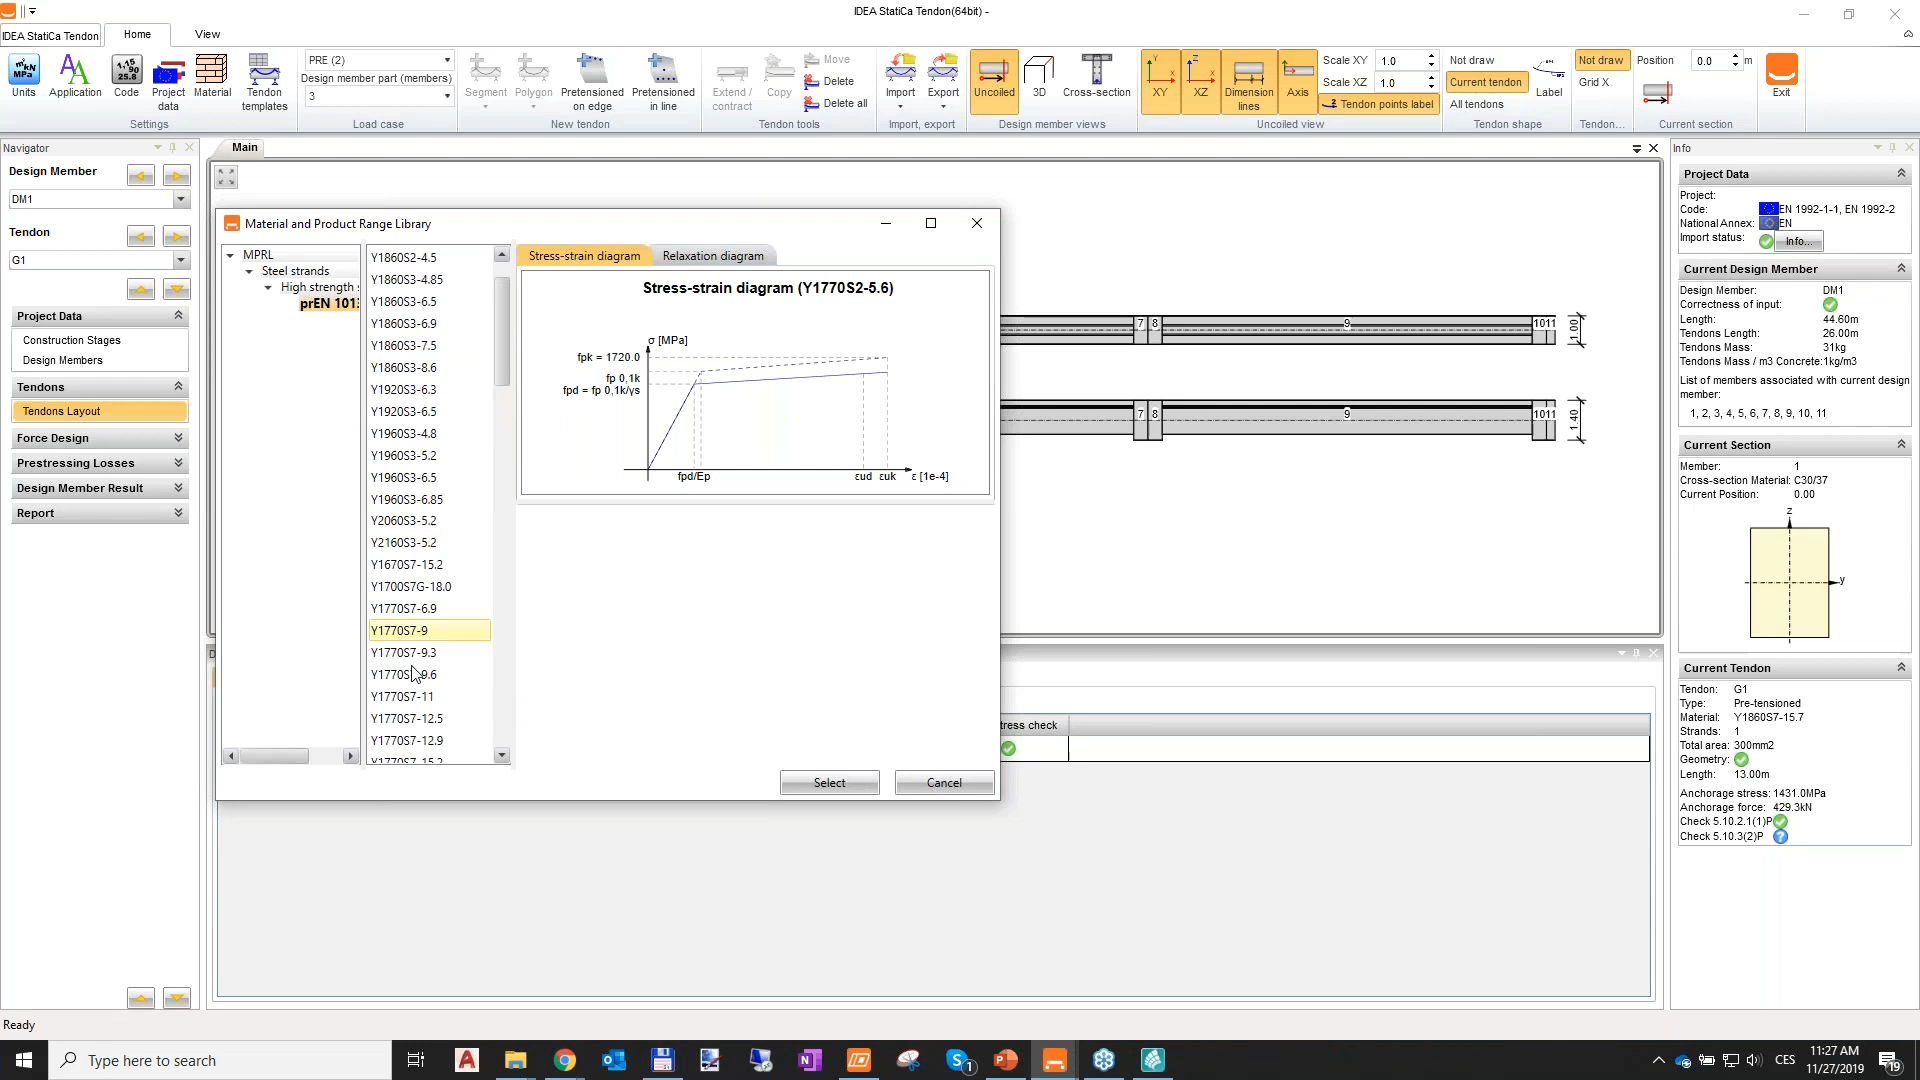 IDEA StatiCa Tendon(64bit) -
IDEA StatiCa Tendon
Home
View
Units
Application
Code
Project data
Material
Tendon templates
Settings
PRE (2)
Design member part (members)
3
Load case
Segment
Polygon
Pretensioned on edge
Pretensioned in line
New tendon
Extend / contract
Copy
Move
Delete
Delete all
Tendon tools
Import
Export
Import, export
Uncoiled
3D
Cross-section
Design member views
XY
XZ
Dimension lines
Axis
Scale XY 1.0
Scale XZ 1.0
Tendon points label
Uncoiled view
Not draw
Current tendon
All tendons
Label
Tendon shape
Not draw
Grid X
Tendon...
Position 0.0 m
Current section
Exit
Navigator
Design Member
DM1
Tendon
G1
Project Data
Construction Stages
Design Members
Tendons
Tendons Layout
Force Design
Prestressing Losses
Design Member Result
Report
Main
Material and Product Range Library
MPRL
Steel strands
High strength
prEN 101
Y1860S2-4.5
Y1860S3-4.85
Y1860S3-6.5
Y1860S3-6.9
Y1860S3-7.5
Y1860S3-8.6
Y1920S3-6.3
Y1920S3-6.5
Y1960S3-4.8
Y1960S3-5.2
Y1960S3-6.5
Y1960S3-6.85
Y2060S3-5.2
Y2160S3-5.2
Y1670S7-15.2
Y1700S7G-18.0
Y1770S7-6.9
Y1770S7-9
Y1770S7-9.3
Y1770S7-9.6
Y1770S7-11
Y1770S7-12.5
Y1770S7-12.9
Y1770S7-15.2
Stress-strain diagram
Relaxation diagram
Stress-strain diagram (Y1770S2-5.6)
σ [MPa]
fpk = 1720.0
fp 0,1k
fpd = fp 0,1k/γs
fpd/Ep
εud
εuk
ε [1e-4]
Select
Cancel
7 8 9 1011
1.00
7 8 9 1011
1.40
tress check
Info
Project Data
Project:
Code: EN 1992-1-1, EN 1992-2
National Annex: EN
Import status: Info...
Current Design Member
Design Member: DM1
Correctness of input:
Length: 44.60m
Tendons Length: 26.00m
Tendons Mass: 31kg
Tendons Mass / m3 Concrete:1kg/m3
List of members associated with current design
member:
1, 2, 3, 4, 5, 6, 7, 8, 9, 10, 11
Current Section
Member: 1
Cross-section Material: C30/37
Current Position: 0.00
z
y
Current Tendon
Tendon: G1
Type: Pre-tensioned
Material: Y1860S7-15.7
Strands: 1
Total area: 300mm2
Geometry:
Length: 13.00m
Anchorage stress: 1431.0MPa
Anchorage force: 429.3kN
Check 5.10.2.1(1)P
Check 5.10.3(2)P
Ready
Type here to search
CES
11:27 AM
11/27/2019
19